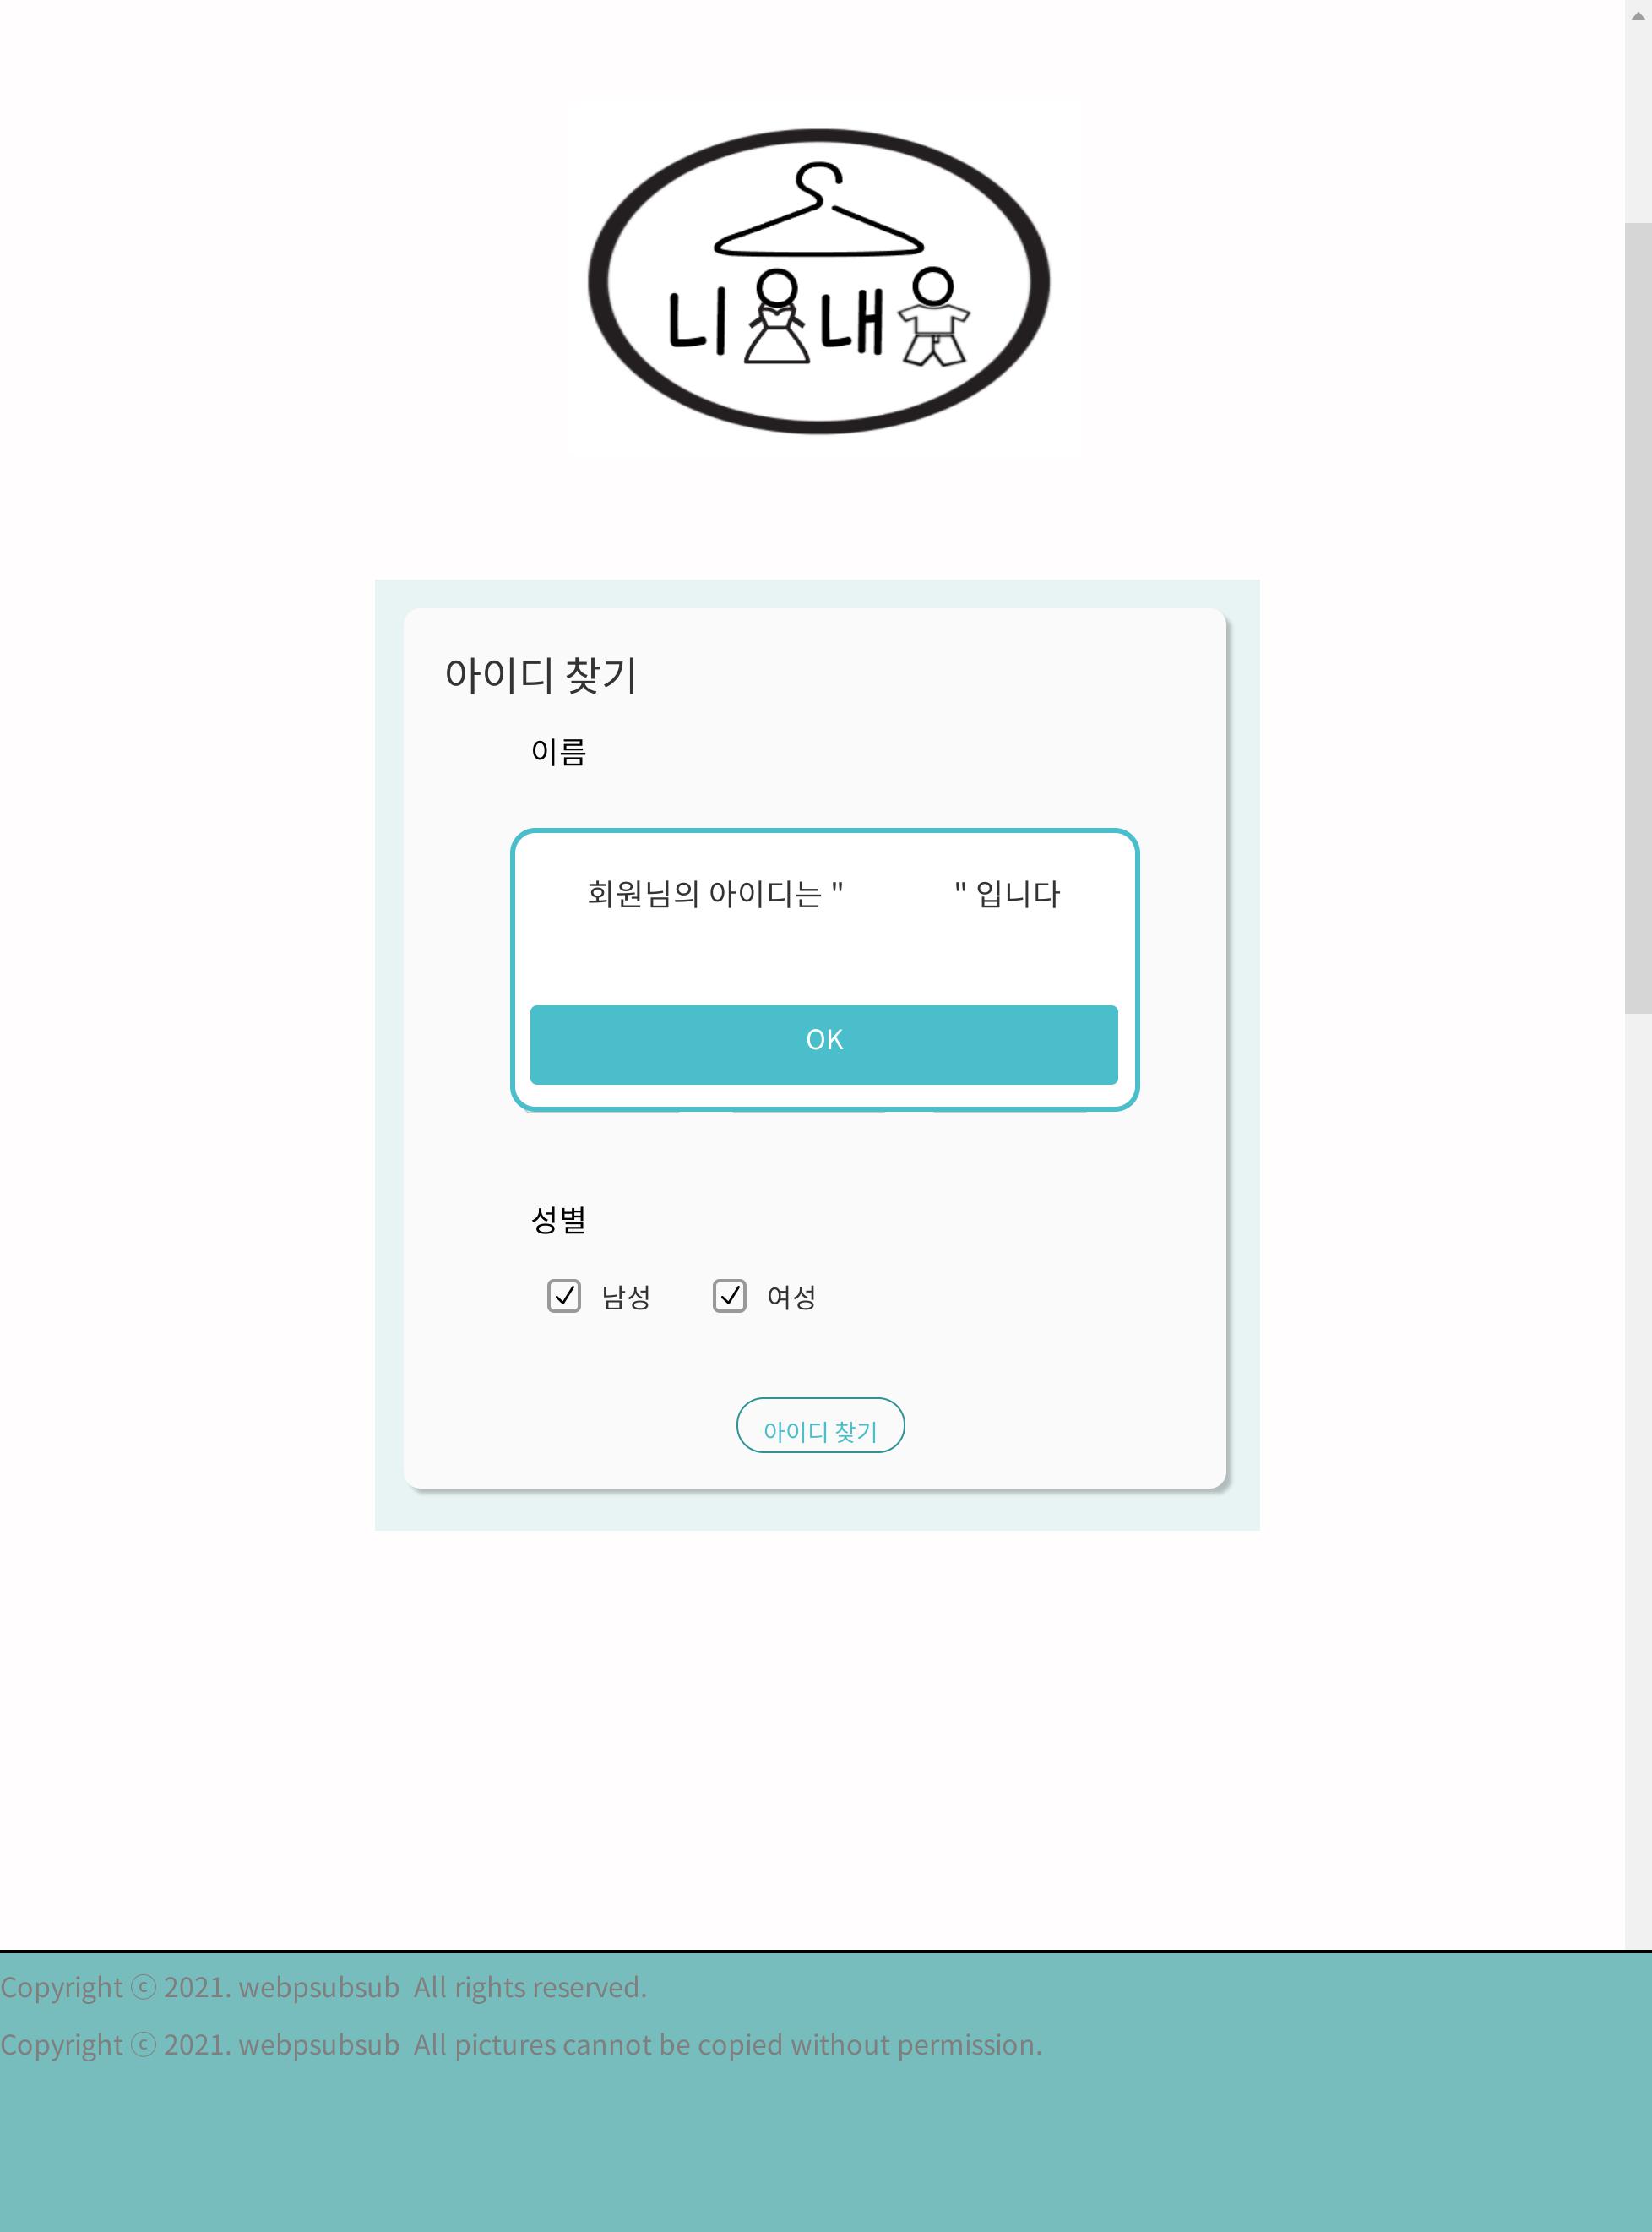 니옷내옷
아이디 찾기
이름
회원님의 아이디는 " " 입니다
OK
성별
남성 여성
아이디 찾기
Copyright ⓒ 2021. webpsubsub All rights reserved.
Copyright ⓒ 2021. webpsubsub All pictures cannot be copied without permission.